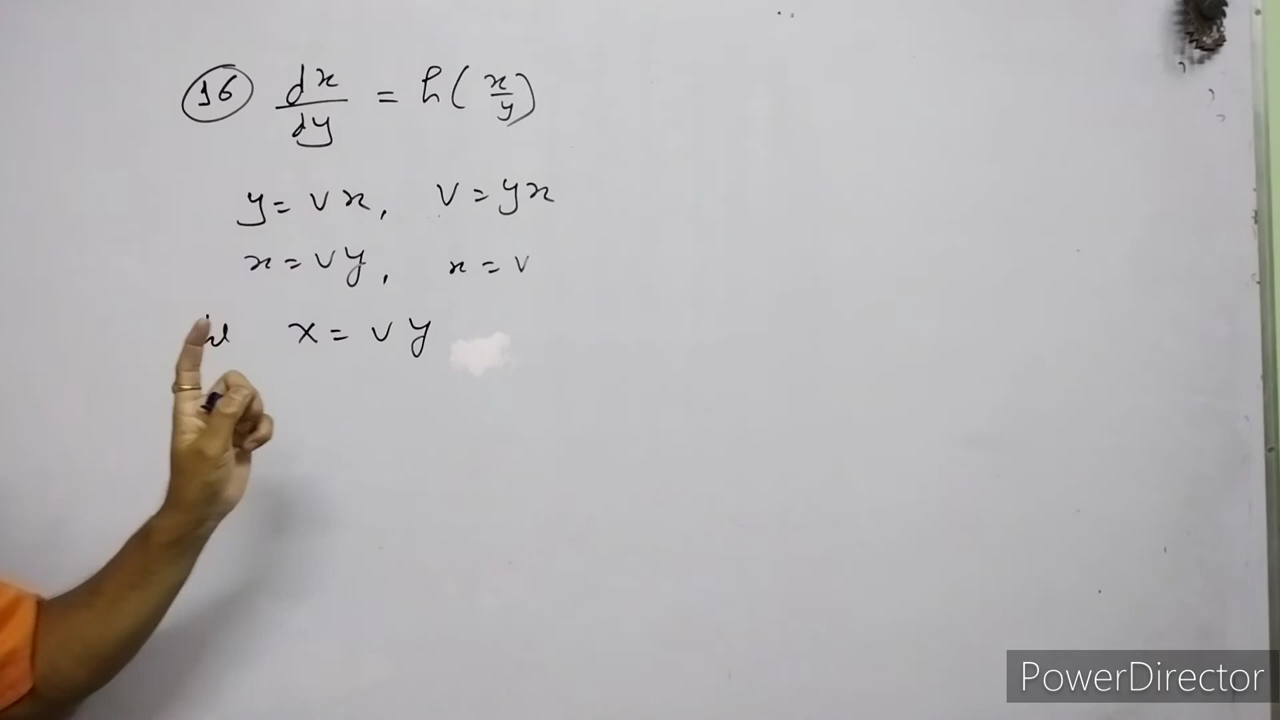 16 dx/dy = h(x/y)
y = vx, v = yx
x = vy, x = v
x = vy
PowerDirector